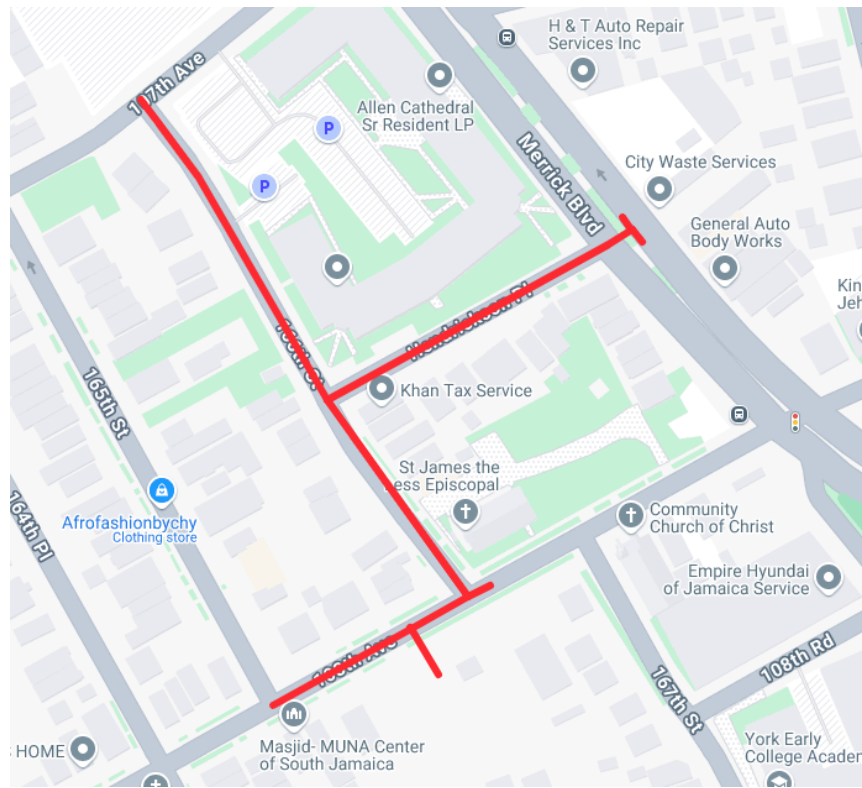 107th Ave
H & T Auto Repair
Services Inc
Allen Cathedral
Sr Resident LP
P
P
Merrick Blvd
City Waste Services
General Auto
Body Works
Kin
Jeh
Hendrickson Pl
Khan Tax Service
165th St
St James the
ess Episcopal
Afrofashionbychy
Clothing store
164th Pl
Community
Church of Christ
Empire Hyundai
of Jamaica Service
108th Rd
167th St
Masjid- MUNA Center
of South Jamaica
HOME
York Early
College Academ